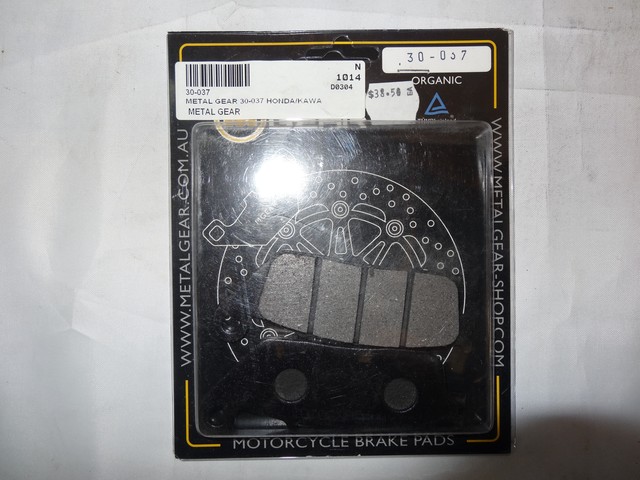 N
1014
D0304
30-037
METAL GEAR 30-037 HONDA/KAWA
METAL GEAR
30-037
$38.50 EA
ORGANIC
WWW.METALGEAR.COM.AU
WWW.METALGEAR-SHOP.COM
MOTORCYCLE BRAKE PADS